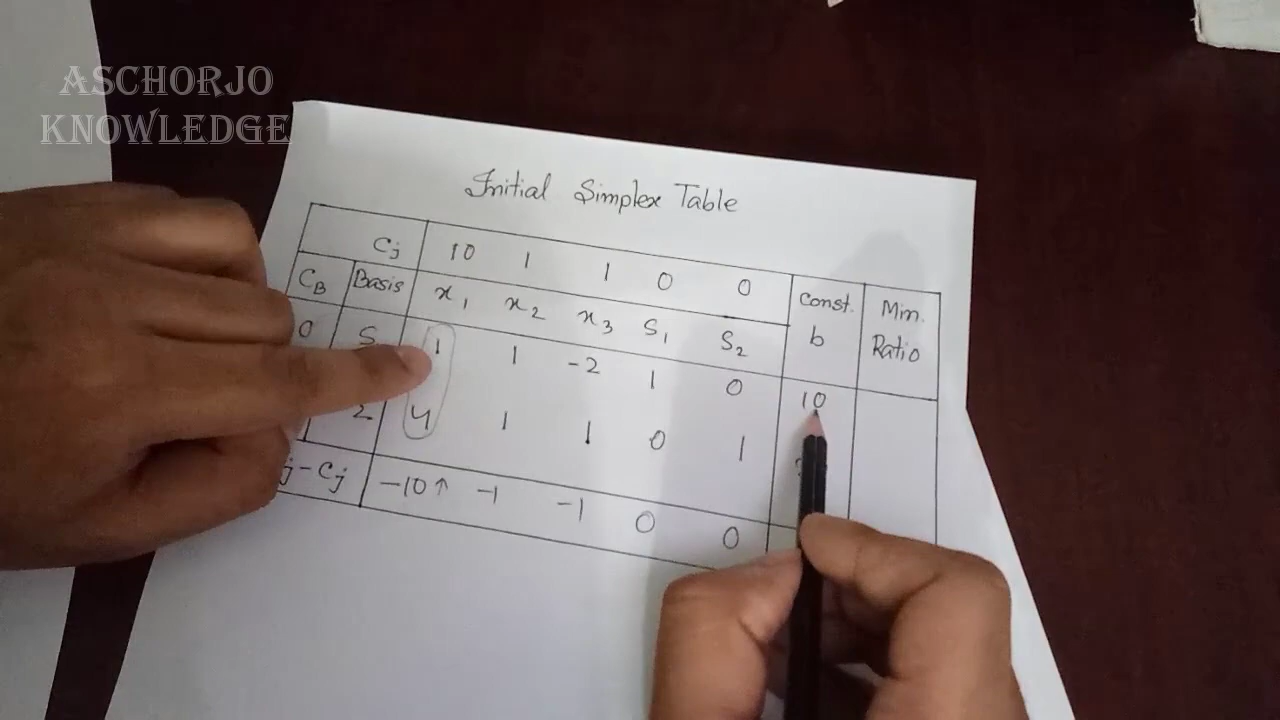 ASCHORJO
KNOWLEDGE
Initial Simplex Table
Cj 10 1 1 0 0 Const. b Min. Ratio
CB Basis x1 x2 x3 S1 S2
0 S 1 1 -2 1 0 10
2 4 1 1 0 1
j-Cj -10↑ -1 -1 0 0